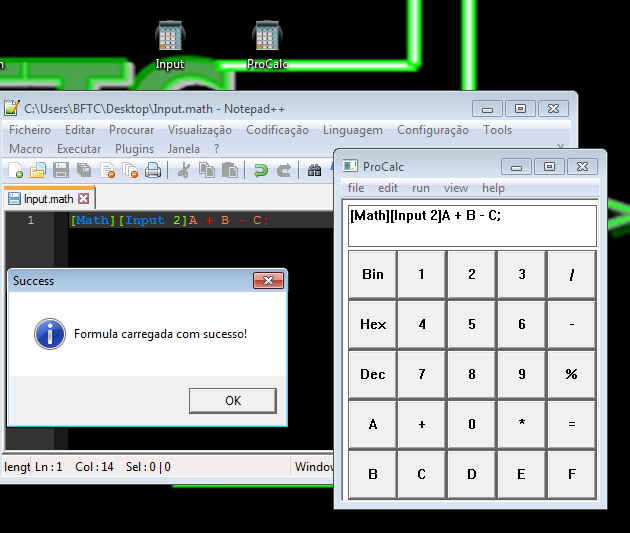 n
Input
ProCalc
C:\Users\BFTC\Desktop\Input.math - Notepad++
Ficheiro Editar Procurar Visualização Codificação Linguagem Configuração Tools
Macro Executar Plugins Janela ?
Input.math
1 [Math][Input 2]A + B - C;
Success
Formula carregada com sucesso!
OK
lengt Ln : 1 Col : 14 Sel : 0 | 0 Window
ProCalc
file edit run view help
[Math][Input 2]A + B - C;
Bin 1 2 3 /
Hex 4 5 6 -
Dec 7 8 9 %
A + 0 * =
B C D E F